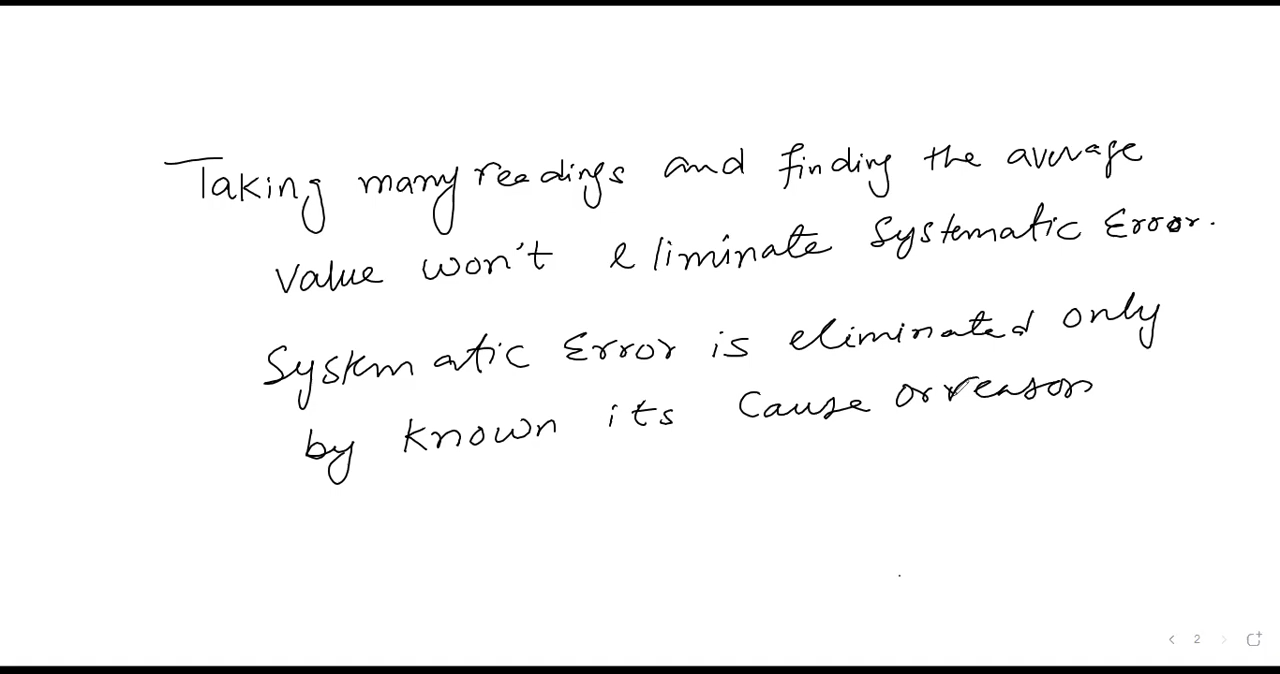 Taking many readings and finding the average
value won't eliminate Systematic Error.
Systematic Error is eliminated only
by known its Cause or reason
2